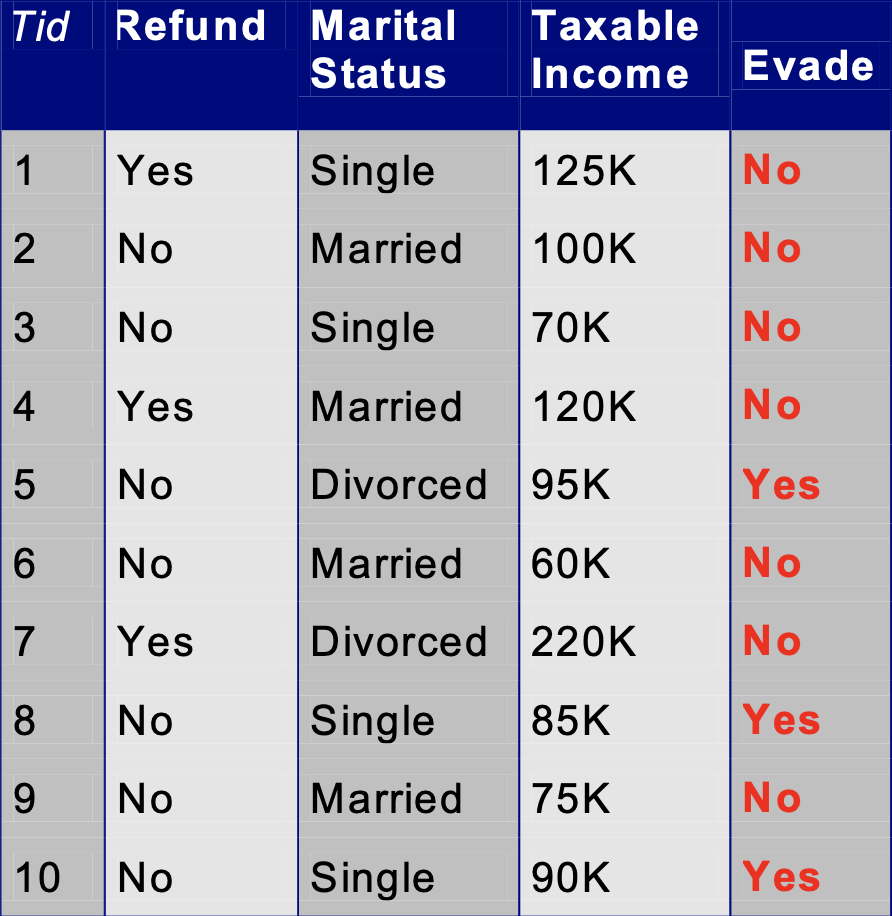 Tid Refund Marital Status Taxable Income Evade
1 Yes Single 125K No
2 No Married 100K No
3 No Single 70K No
4 Yes Married 120K No
5 No Divorced 95K Yes
6 No Married 60K No
7 Yes Divorced 220K No
8 No Single 85K Yes
9 No Married 75K No
10 No Single 90K Yes